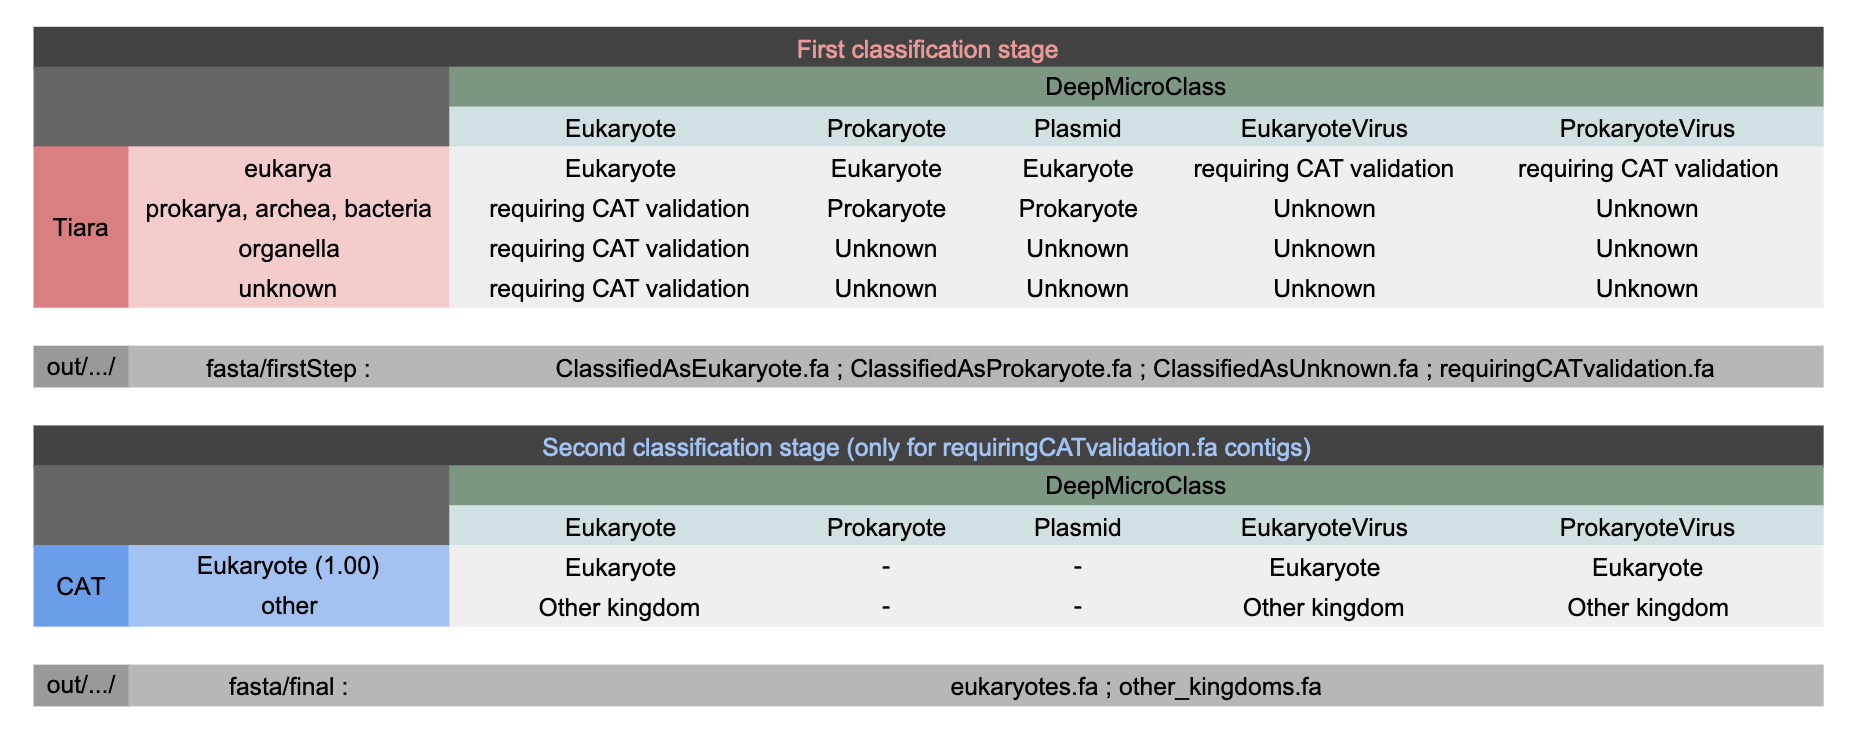 First classification stage
DeepMicroClass
Eukaryote Prokaryote Plasmid EukaryoteVirus ProkaryoteVirus
Tiara
eukarya Eukaryote Eukaryote Eukaryote requiring CAT validation requiring CAT validation
prokarya, archea, bacteria requiring CAT validation Prokaryote Prokaryote Unknown Unknown
organella requiring CAT validation Unknown Unknown Unknown Unknown
unknown requiring CAT validation Unknown Unknown Unknown Unknown
out/.../ fasta/firstStep : ClassifiedAsEukaryote.fa ; ClassifiedAsProkaryote.fa ; ClassifiedAsUnknown.fa ; requiringCATvalidation.fa
Second classification stage (only for requiringCATvalidation.fa contigs)
DeepMicroClass
Eukaryote Prokaryote Plasmid EukaryoteVirus ProkaryoteVirus
CAT
Eukaryote (1.00) Eukaryote - - Eukaryote Eukaryote
other Other kingdom - - Other kingdom Other kingdom
out/.../ fasta/final : eukaryotes.fa ; other_kingdoms.fa